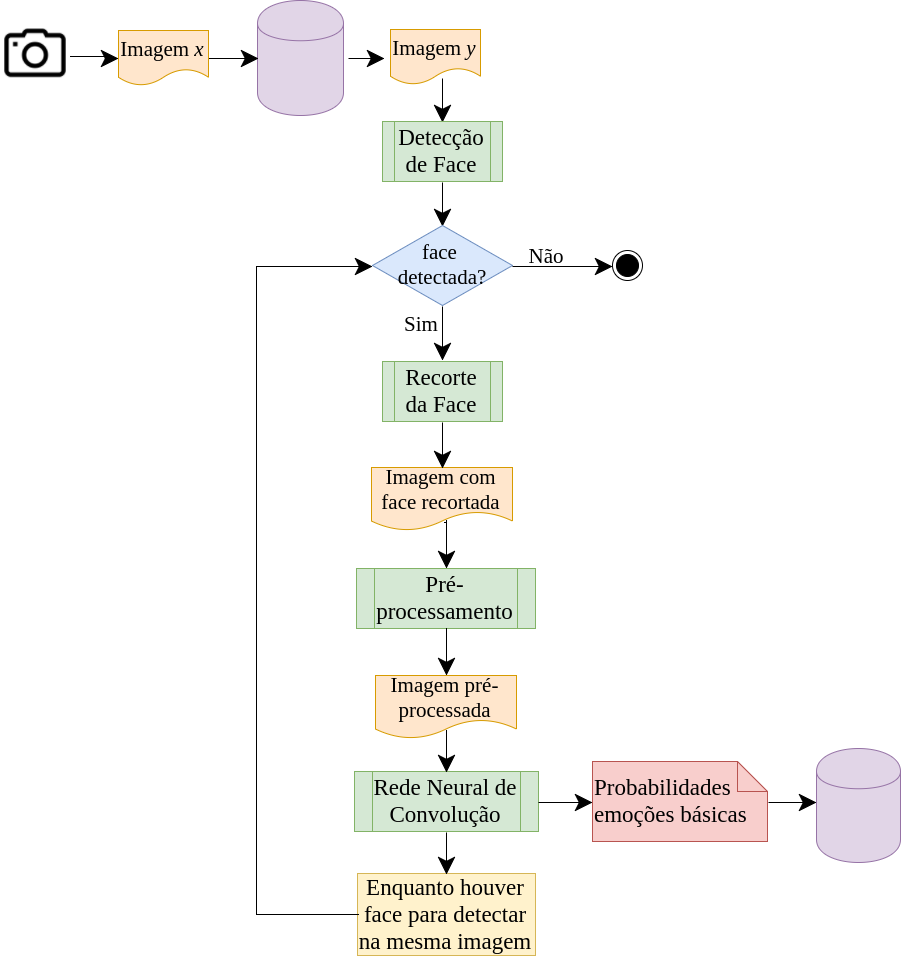 Imagem x
Imagem y
Detecção
de Face
face
detectada?
Não
Sim
Recorte
da Face
Imagem com
face recortada
Pré-
processamento
Imagem pré-
processada
Rede Neural de
Convolução
Probabilidades
emoções básicas
Enquanto houver
face para detectar
na mesma imagem